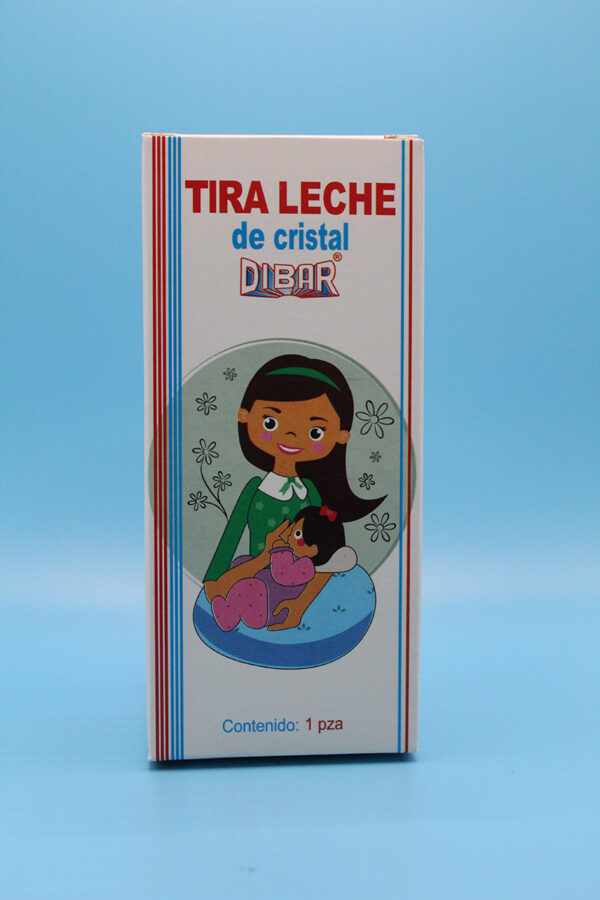 TIRA LECHE
de cristal
DIBAR®
Contenido: 1 pza